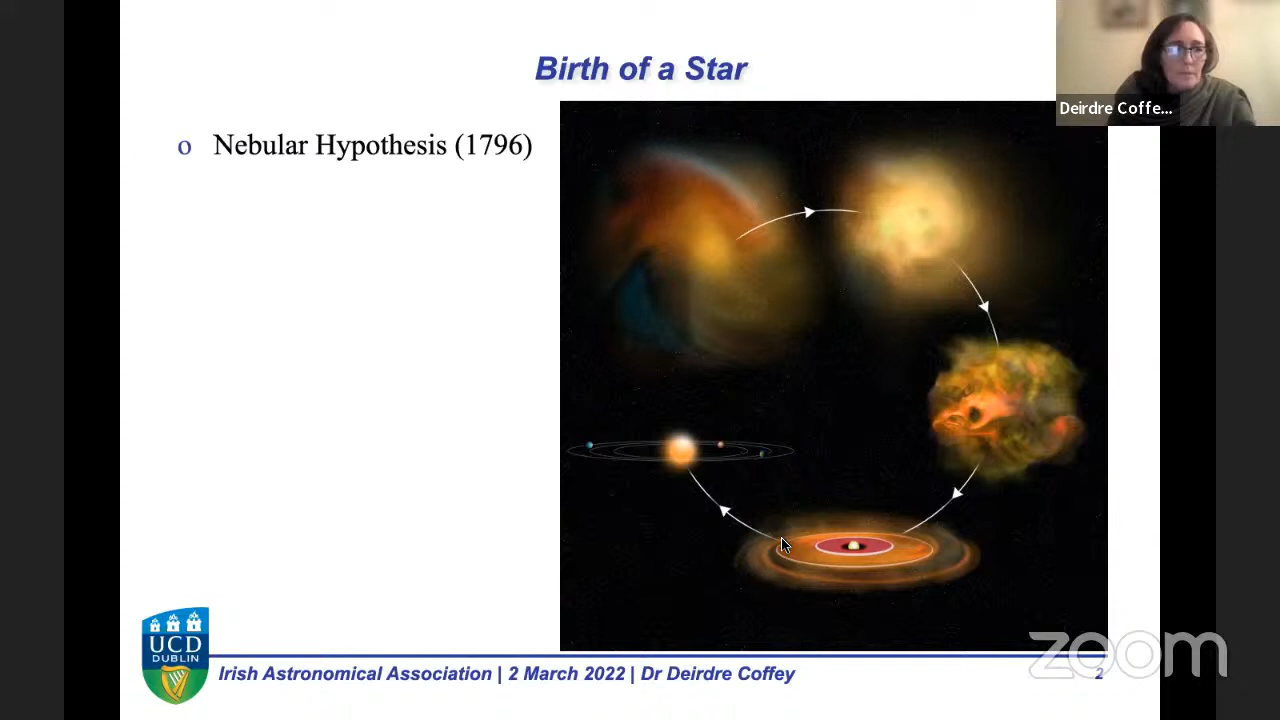 Birth of a Star
Deirdre Coffe...
o Nebular Hypothesis (1796)
UCD
DUBLIN
Irish Astronomical Association | 2 March 2022 | Dr Deirdre Coffey
2
zoom